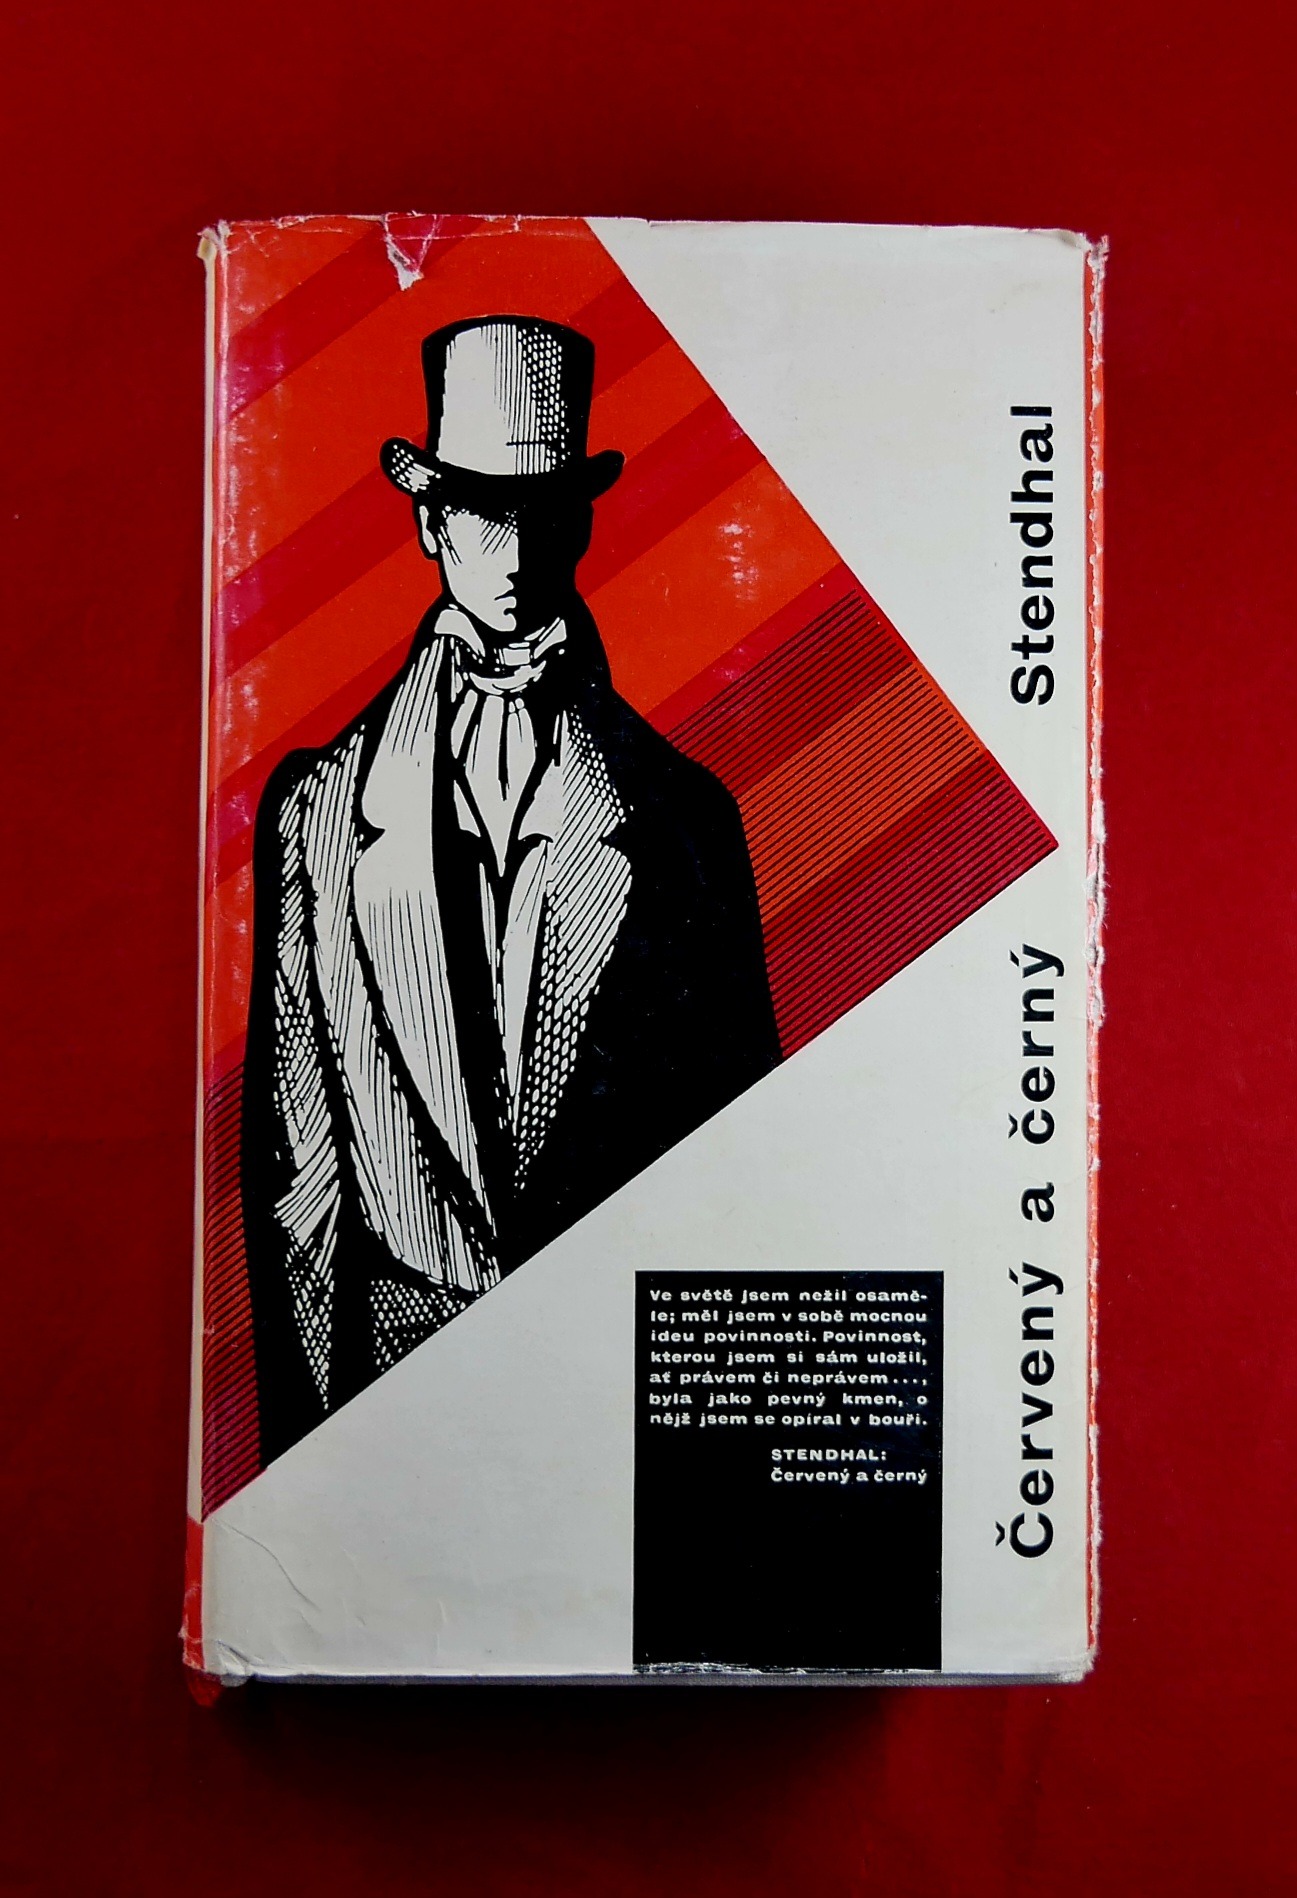 Stendhal
Červený a černý
Ve světě jsem nežil osamě-
le; měl jsem v sobě mocnou
ideu povinnosti. Povinnost,
kterou jsem si sám uložil,
ať právem či neprávem ...,
byla jako pevný kmen, o
nějž jsem se opíral v bouři.
STENDHAL:
Červený a černý